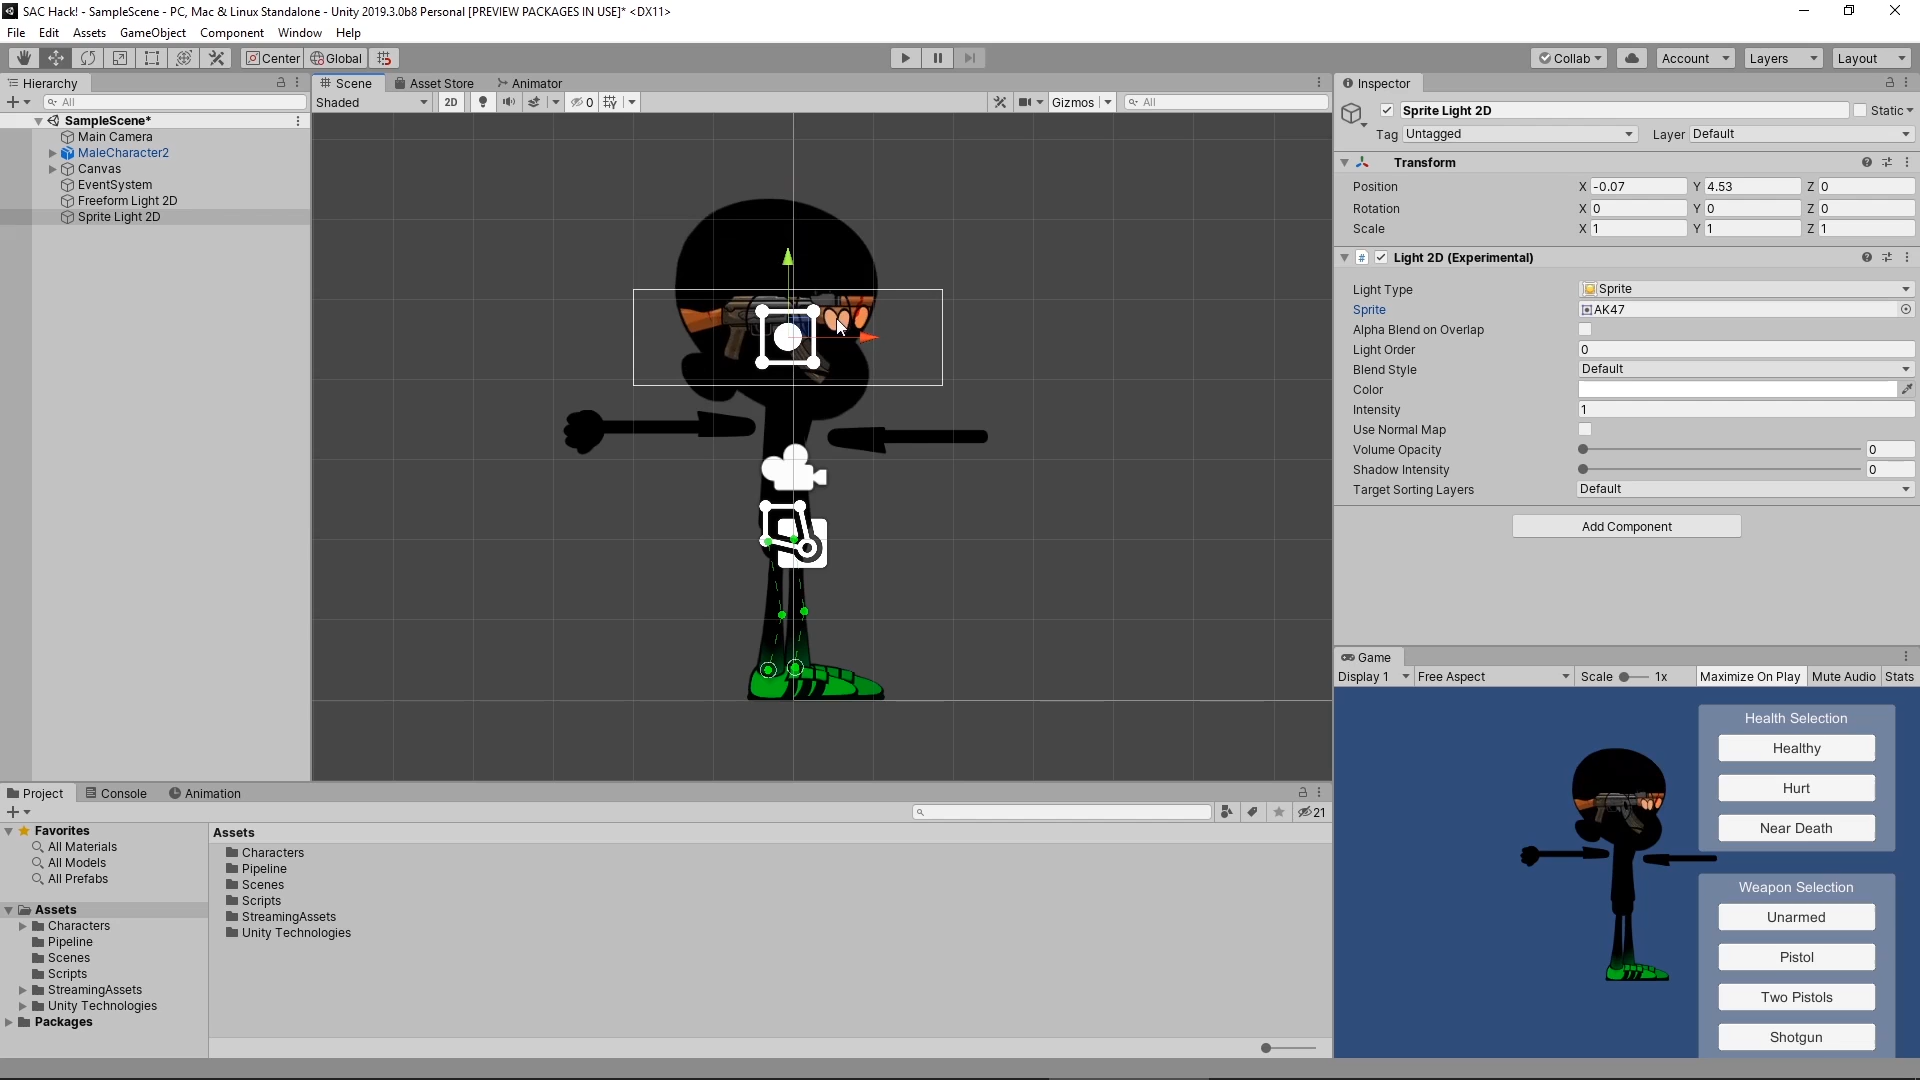 SAC Hack! - SampleScene - PC, Mac & Linux Standalone - Unity 2019.3.0b8 Personal [PREVIEW PACKAGES IN USE]* <DX11>
File Edit Assets GameObject Component Window Help
Center Global Collab Account Layers Layout
Hierarchy
All
SampleScene*
Main Camera
MaleCharacter2
Canvas
EventSystem
Freeform Light 2D
Sprite Light 2D
Scene Asset Store Animator
Shaded 2D 0 Gizmos All
Inspector
Sprite Light 2D Static
Tag Untagged Layer Default
Transform
Position X -0.07 Y 4.53 Z 0
Rotation X 0 Y 0 Z 0
Scale X 1 Y 1 Z 1
# Light 2D (Experimental)
Light Type Sprite
Sprite AK47
Alpha Blend on Overlap
Light Order 0
Blend Style Default
Color
Intensity 1
Use Normal Map
Volume Opacity 0
Shadow Intensity 0
Target Sorting Layers Default
Add Component
Game
Display 1 Free Aspect Scale 1x Maximize On Play Mute Audio Stats
Health Selection
Healthy
Hurt
Near Death
Weapon Selection
Unarmed
Pistol
Two Pistols
Shotgun
Project Console Animation
21
Favorites
All Materials
All Models
All Prefabs
Assets
Characters
Pipeline
Scenes
Scripts
StreamingAssets
Unity Technologies
Packages
Assets
Characters
Pipeline
Scenes
Scripts
StreamingAssets
Unity Technologies